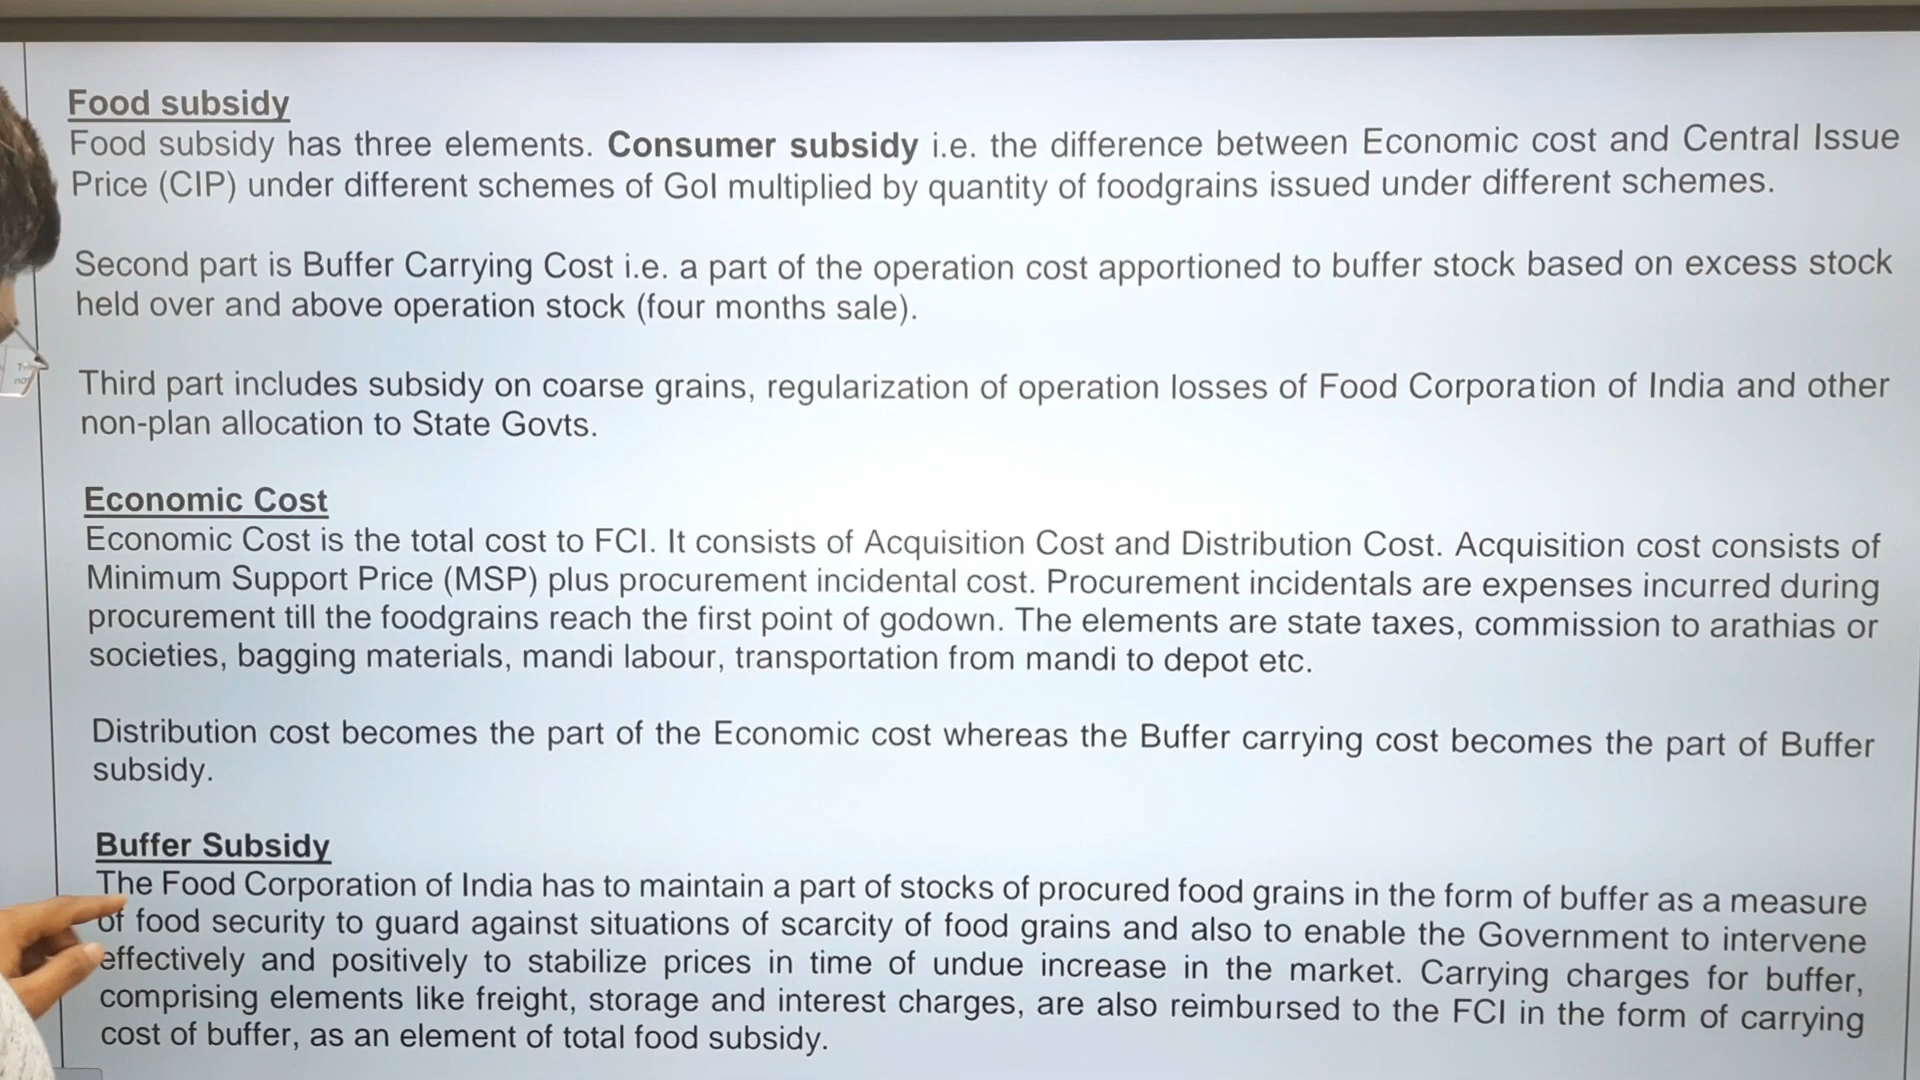 Food subsidy
Food subsidy has three elements. Consumer subsidy i.e. the difference between Economic cost and Central Issue
Price (CIP) under different schemes of GoI multiplied by quantity of foodgrains issued under different schemes.
Second part is Buffer Carrying Cost i.e. a part of the operation cost apportioned to buffer stock based on excess stock
held over and above operation stock (four months sale).
Third part includes subsidy on coarse grains, regularization of operation losses of Food Corporation of India and other
non-plan allocation to State Govts.
Economic Cost
Economic Cost is the total cost to FCI. It consists of Acquisition Cost and Distribution Cost. Acquisition cost consists of
Minimum Support Price (MSP) plus procurement incidental cost. Procurement incidentals are expenses incurred during
procurement till the foodgrains reach the first point of godown. The elements are state taxes, commission to arathias or
societies, bagging materials, mandi labour, transportation from mandi to depot etc.
Distribution cost becomes the part of the Economic cost whereas the Buffer carrying cost becomes the part of Buffer
subsidy.
Buffer Subsidy
The Food Corporation of India has to maintain a part of stocks of procured food grains in the form of buffer as a measure
of food security to guard against situations of scarcity of food grains and also to enable the Government to intervene
effectively and positively to stabilize prices in time of undue increase in the market. Carrying charges for buffer,
comprising elements like freight, storage and interest charges, are also reimbursed to the FCI in the form of carrying
cost of buffer, as an element of total food subsidy.